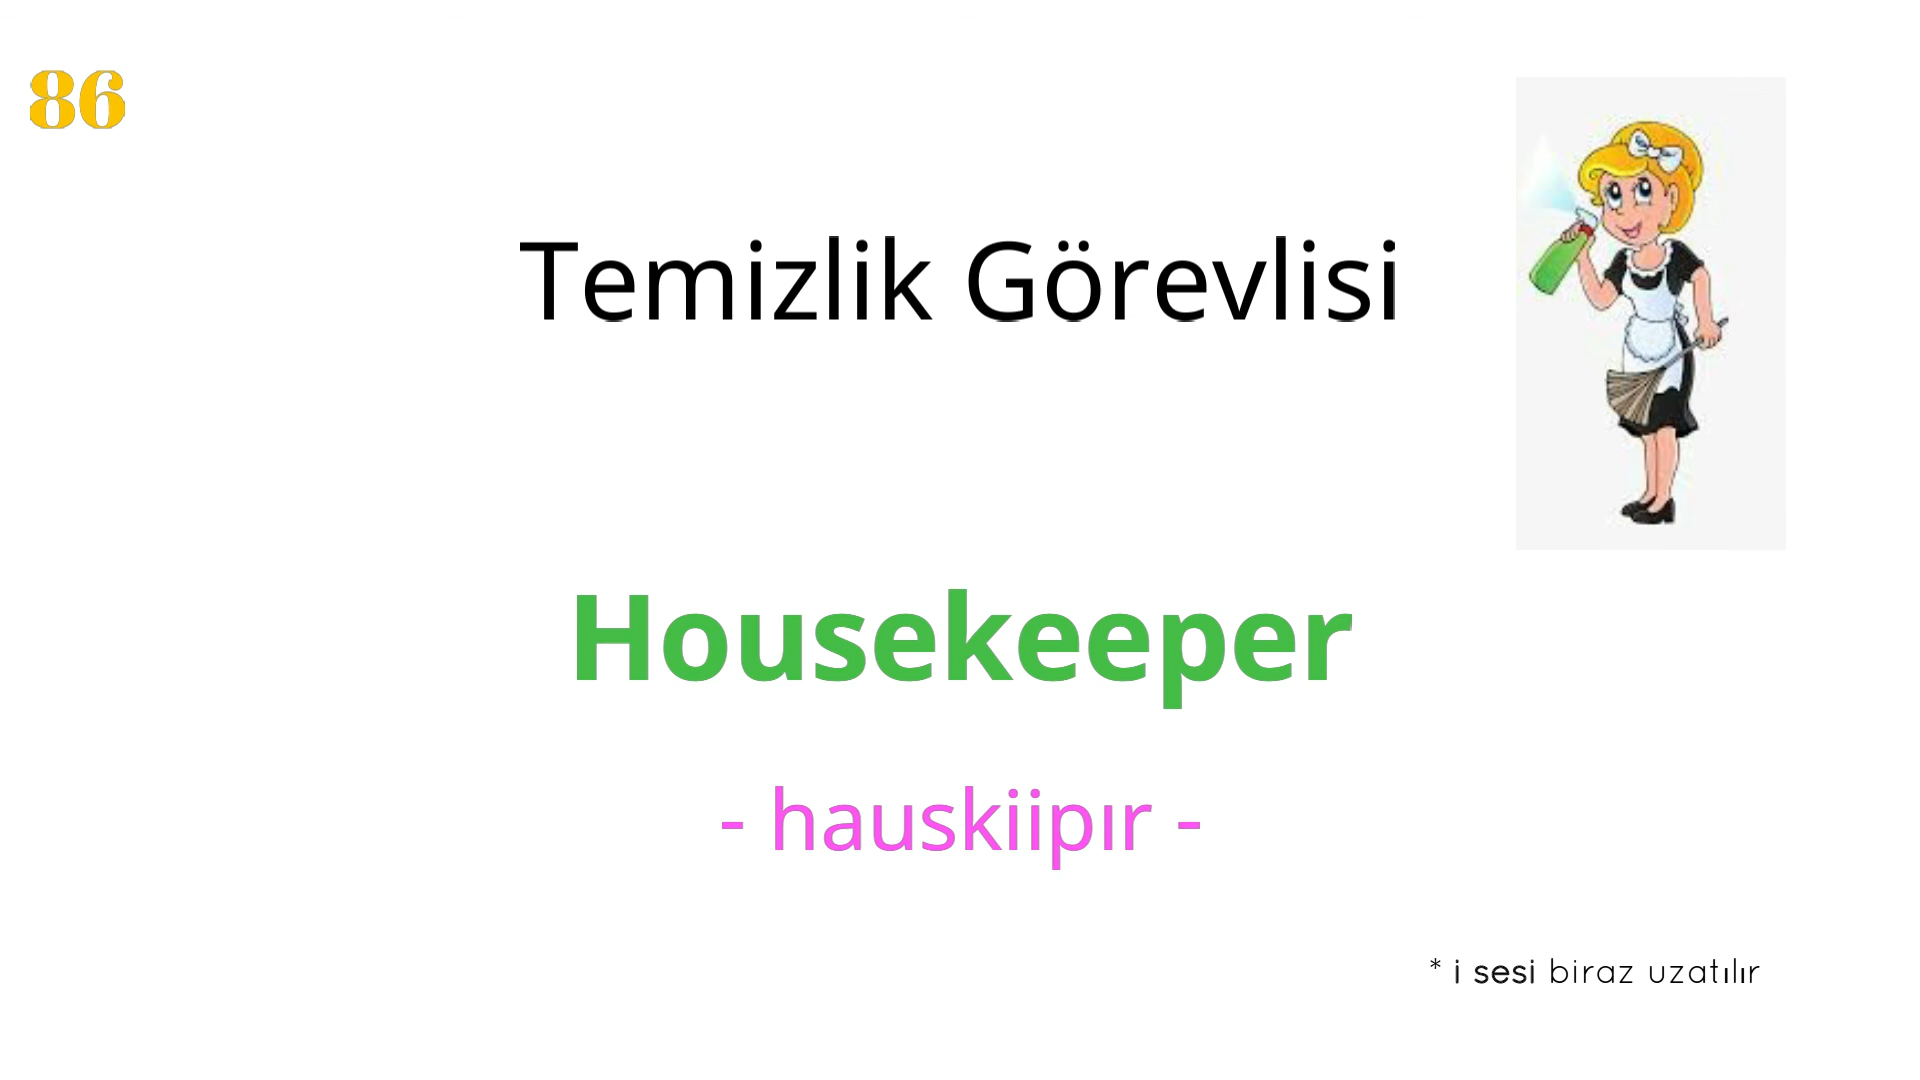 86
Temizlik Görevlisi
Housekeeper
- hauskiipır -
* i sesi biraz uzatılır